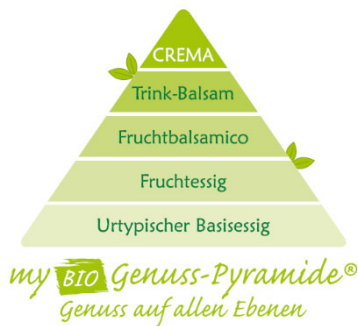 CREMA
Trink-Balsam
Fruchtbalsamico
Fruchtessig
Urtypischer Basisessig
my BIO Genuss-Pyramide®
Genuss auf allen Ebenen